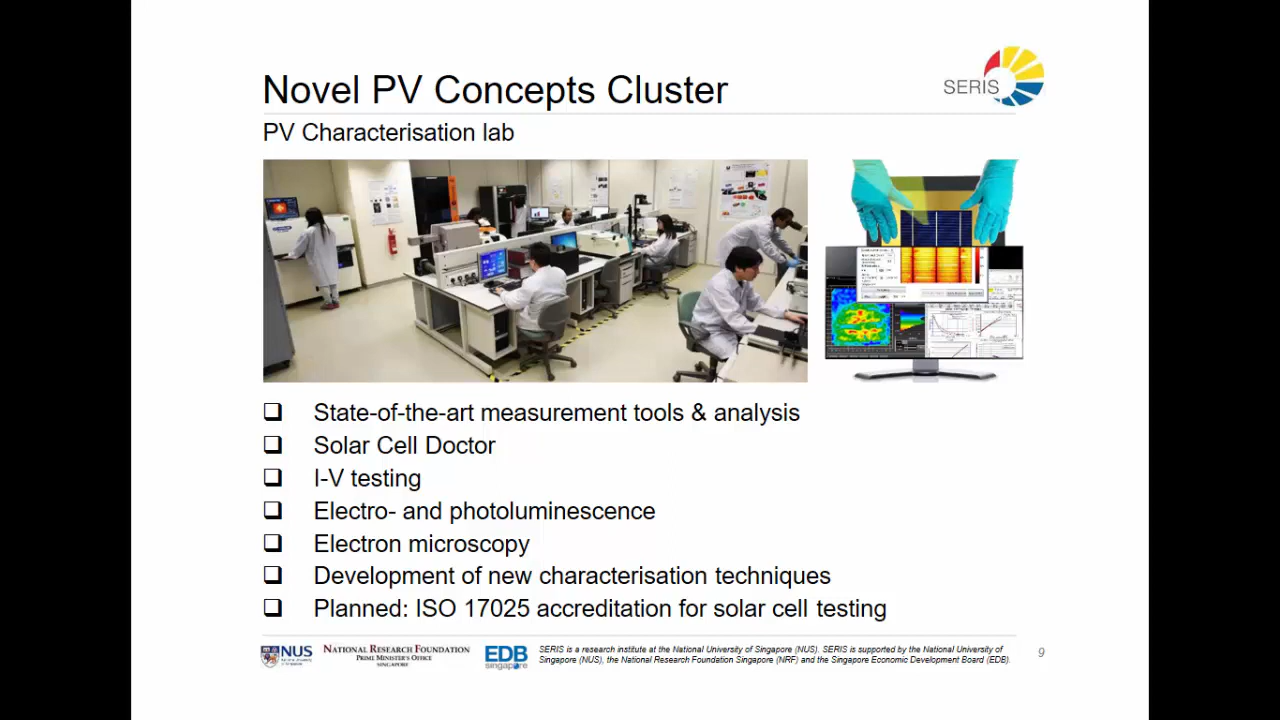 Novel PV Concepts Cluster
SERIS
PV Characterisation lab
❑ State-of-the-art measurement tools & analysis
❑ Solar Cell Doctor
❑ I-V testing
❑ Electro- and photoluminescence
❑ Electron microscopy
❑ Development of new characterisation techniques
❑ Planned: ISO 17025 accreditation for solar cell testing
NUS
NATIONAL RESEARCH FOUNDATION
PRIME MINISTER'S OFFICE
SINGAPORE
EDB
singapore
SERIS is a research institute at the National University of Singapore (NUS). SERIS is supported by the National University of
Singapore (NUS), the National Research Foundation Singapore (NRF) and the Singapore Economic Development Board (EDB).
9